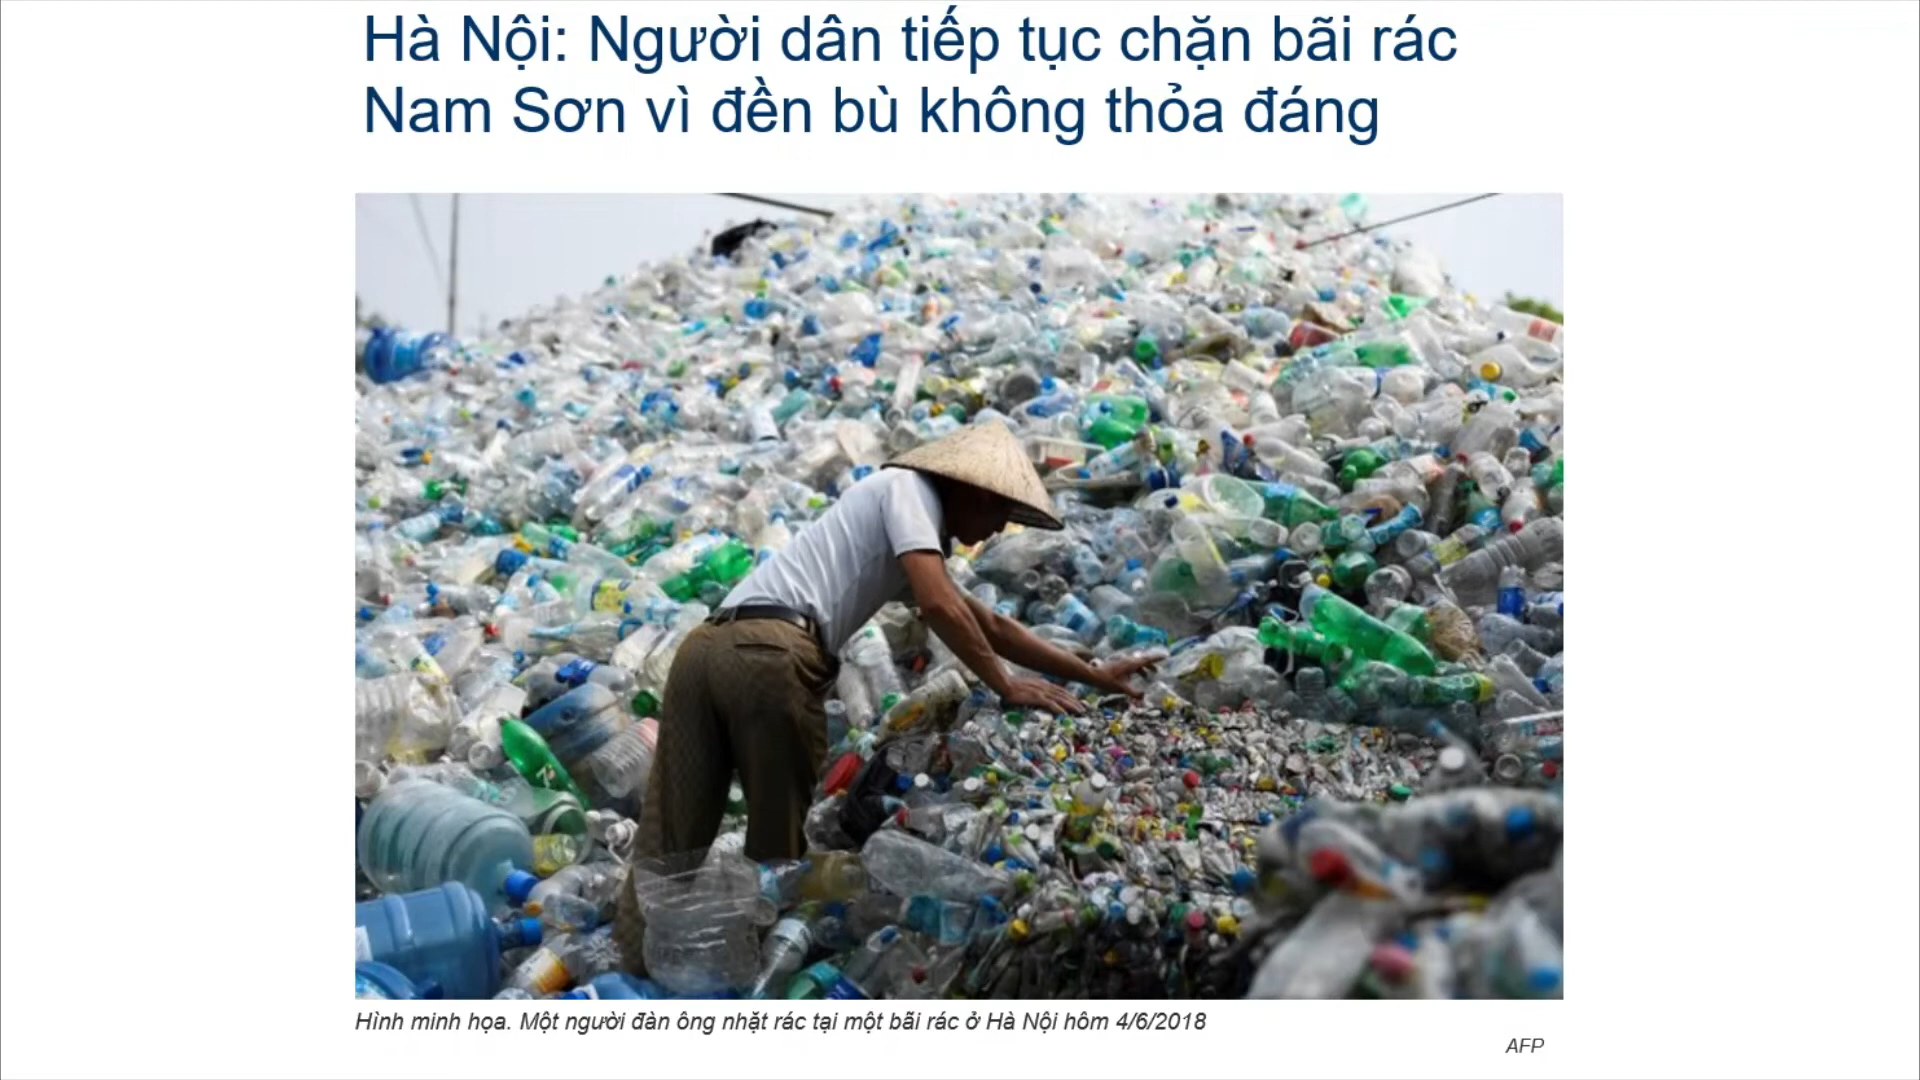 Hà Nội: Người dân tiếp tục chặn bãi rác
Nam Sơn vì đền bù không thỏa đáng
Hình minh họa. Một người đàn ông nhặt rác tại một bãi rác ở Hà Nội hôm 4/6/2018
AFP